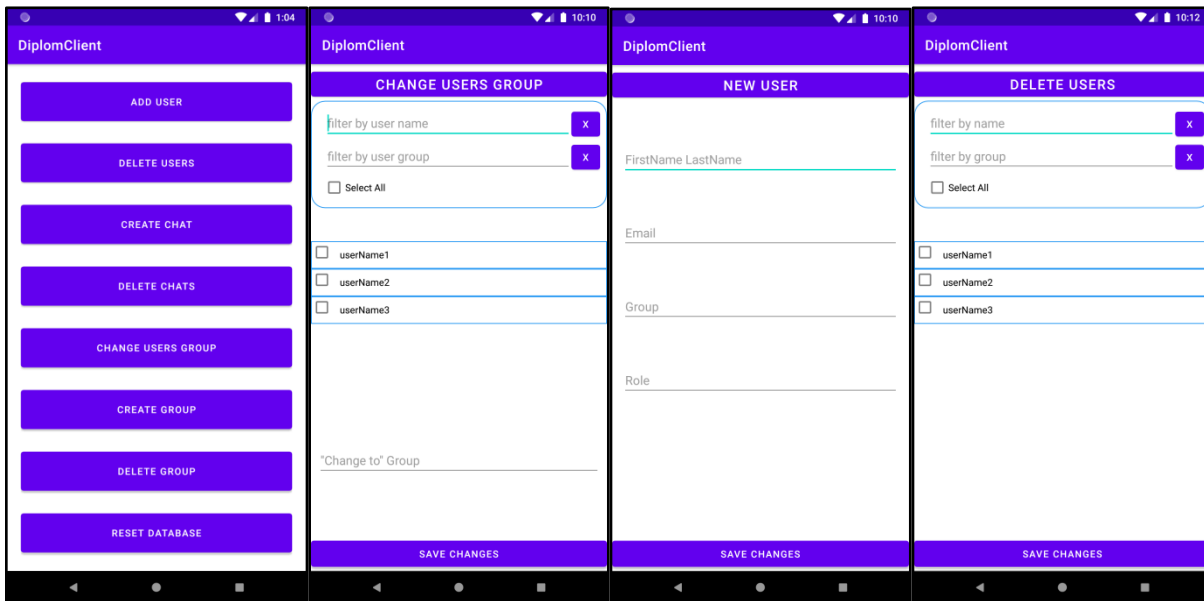 1:04
DiplomClient
ADD USER
DELETE USERS
CREATE CHAT
DELETE CHATS
CHANGE USERS GROUP
CREATE GROUP
DELETE GROUP
RESET DATABASE
10:10
DiplomClient
CHANGE USERS GROUP
filter by user name
X
filter by user group
X
Select All
userName1
userName2
userName3
"Change to" Group
SAVE CHANGES
10:10
DiplomClient
NEW USER
FirstName LastName
Email
Group
Role
SAVE CHANGES
10:12
DiplomClient
DELETE USERS
filter by name
X
filter by group
X
Select All
userName1
userName2
userName3
SAVE CHANGES